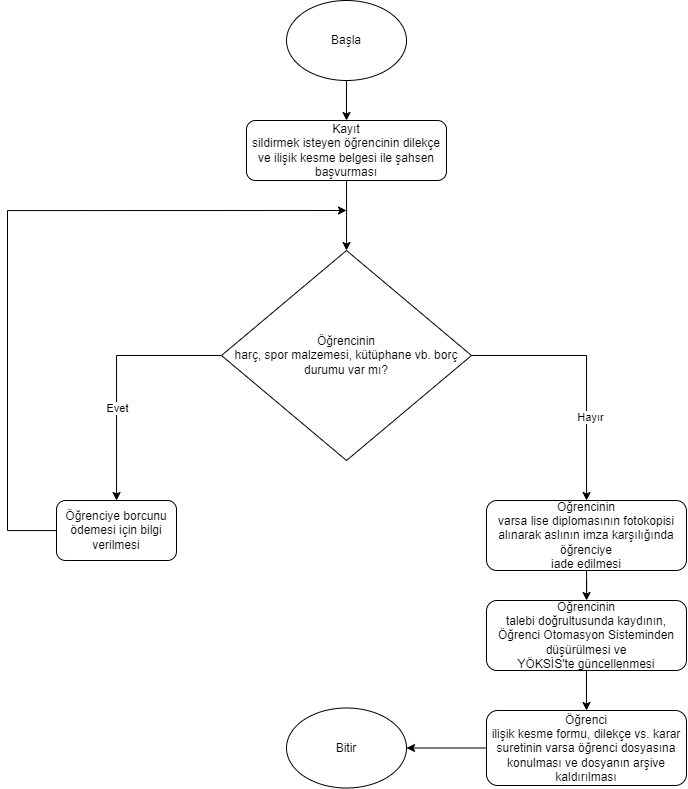 Başla
Kayıt
sildirmek isteyen öğrencinin dilekçe
ve ilişik kesme belgesi ile şahsen
başvurması
Öğrencinin
harç, spor malzemesi, kütüphane vb. borç
durumu var mı?
Evet
Hayır
Öğrenciye borcunu
ödemesi için bilgi
verilmesi
Öğrencinin
varsa lise diplomasının fotokopisi
alınarak aslının imza karşılığında
öğrenciye
iade edilmesi
Öğrencinin
talebi doğrultusunda kaydının,
Öğrenci Otomasyon Sisteminden
düşürülmesi ve
YÖKSİS'te güncellenmesi
Öğrenci
ilişik kesme formu, dilekçe vs. karar
suretinin varsa öğrenci dosyasına
konulması ve dosyanın arşive
kaldırılması
Bitir